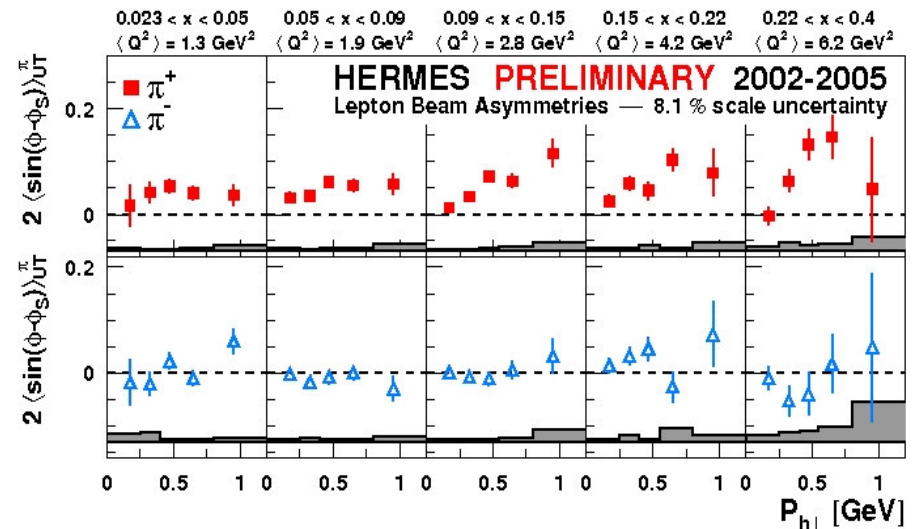 0.023 < x < 0.05 0.05 < x < 0.09 0.09 < x < 0.15 0.15 < x < 0.22 0.22 < x < 0.4
⟨ Q² ⟩ = 1.3 GeV² ⟨ Q² ⟩ = 1.9 GeV² ⟨ Q² ⟩ = 2.8 GeV² ⟨ Q² ⟩ = 4.2 GeV² ⟨ Q² ⟩ = 6.2 GeV²
HERMES PRELIMINARY 2002-2005
Lepton Beam Asymmetries — 8.1 % scale uncertainty
π⁺
π⁻
2 ⟨sin(ϕ-ϕ_S)⟩^π_UT
0.2
0
2 ⟨sin(ϕ-ϕ_S)⟩^π_UT
0.2
0
0 0.5 1 0 0.5 1 0 0.5 1 0 0.5 1 0 0.5 1
P_h⊥ [GeV]